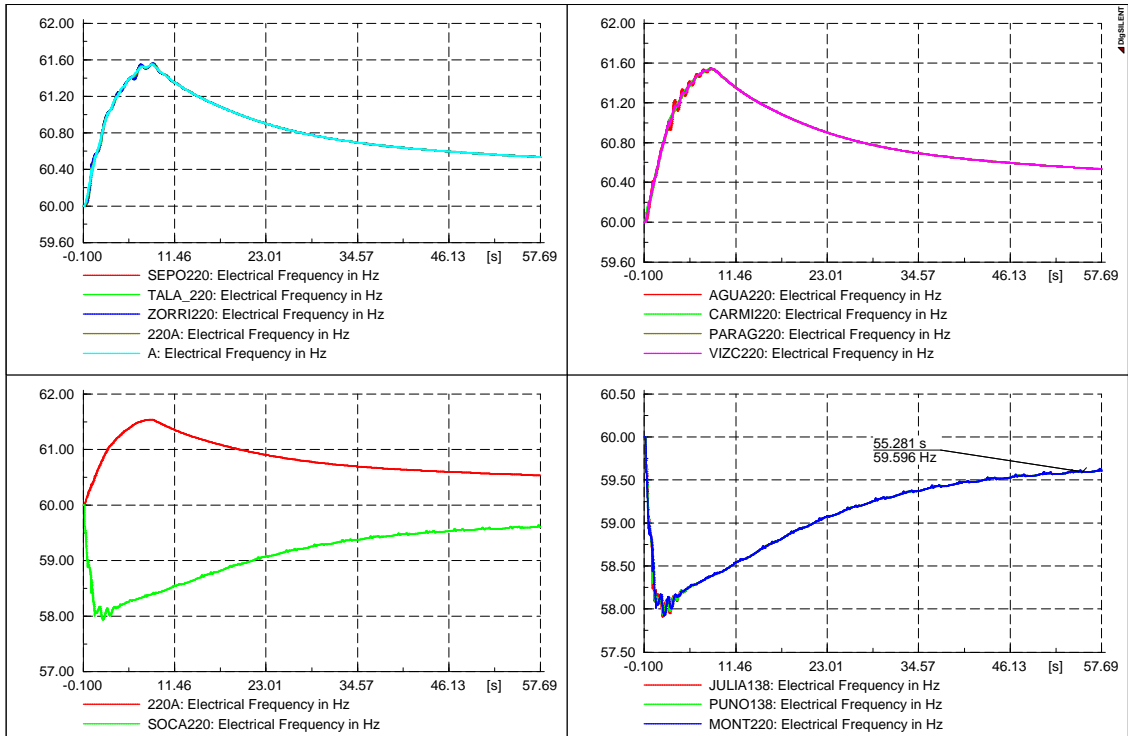 DIgSILENT
62.00
61.60
61.20
60.80
60.40
60.00
59.60
-0.100 11.46 23.01 34.57 46.13 [s] 57.69
SEPO220: Electrical Frequency in Hz
TALA_220: Electrical Frequency in Hz
ZORRI220: Electrical Frequency in Hz
220A: Electrical Frequency in Hz
A: Electrical Frequency in Hz
62.00
61.60
61.20
60.80
60.40
60.00
59.60
-0.100 11.46 23.01 34.57 46.13 [s] 57.69
AGUA220: Electrical Frequency in Hz
CARMI220: Electrical Frequency in Hz
PARAG220: Electrical Frequency in Hz
VIZC220: Electrical Frequency in Hz
62.00
61.00
60.00
59.00
58.00
57.00
-0.100 11.46 23.01 34.57 46.13 [s] 57.69
220A: Electrical Frequency in Hz
SOCA220: Electrical Frequency in Hz
60.50
60.00
59.50
59.00
58.50
58.00
57.50
55.281 s
59.596 Hz
-0.100 11.46 23.01 34.57 46.13 [s] 57.69
JULIA138: Electrical Frequency in Hz
PUNO138: Electrical Frequency in Hz
MONT220: Electrical Frequency in Hz